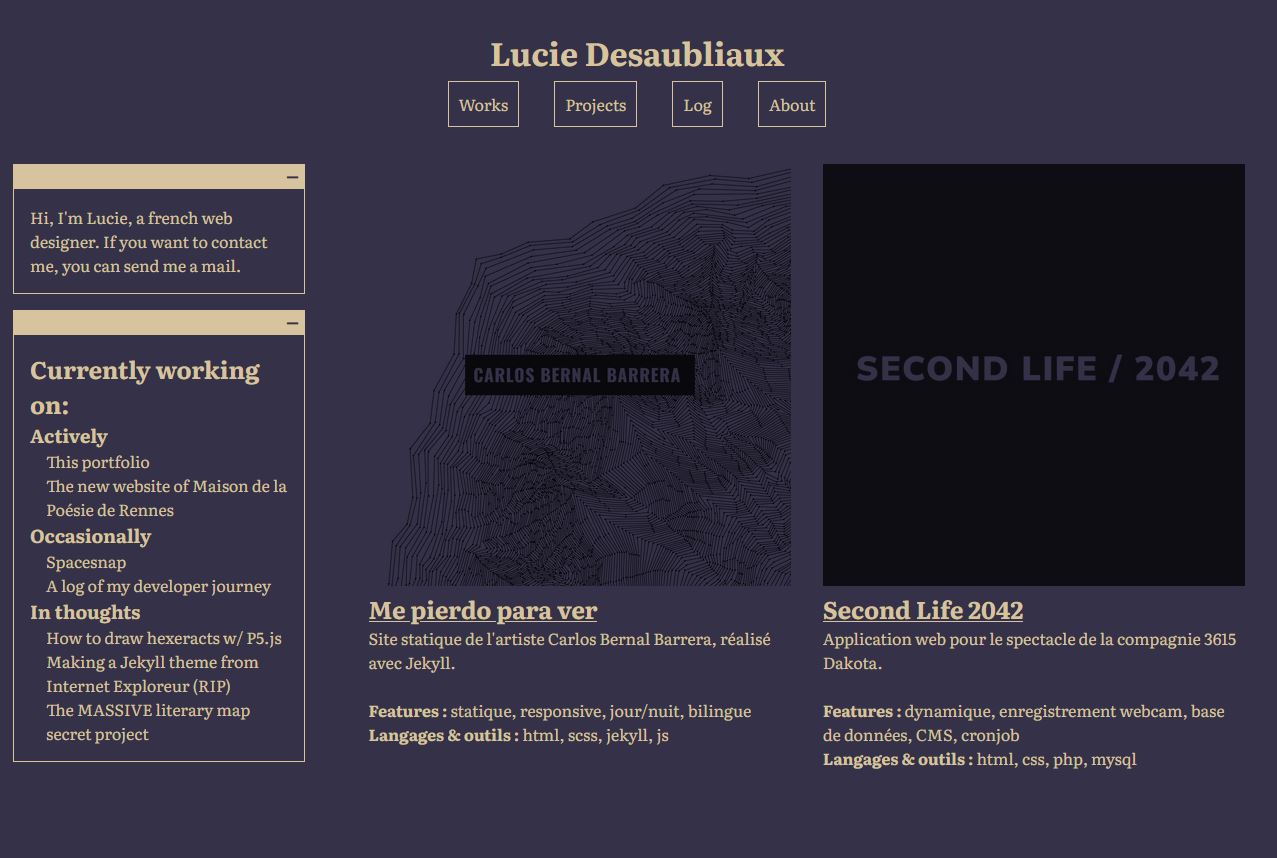 Lucie Desaubliaux
Works
Projects
Log
About
Hi, I'm Lucie, a french web
designer. If you want to contact
me, you can send me a mail.
Currently working
on:
Actively
This portfolio
The new website of Maison de la
Poésie de Rennes
Occasionally
Spacesnap
A log of my developer journey
In thoughts
How to draw hexeracts w/ P5.js
Making a Jekyll theme from
Internet Exploreur (RIP)
The MASSIVE literary map
secret project
CARLOS BERNAL BARRERA
Me pierdo para ver
Site statique de l'artiste Carlos Bernal Barrera, réalisé
avec Jekyll.
Features : statique, responsive, jour/nuit, bilingue
Langages & outils : html, scss, jekyll, js
SECOND LIFE / 2042
Second Life 2042
Application web pour le spectacle de la compagnie 3615
Dakota.
Features : dynamique, enregistrement webcam, base
de données, CMS, cronjob
Langages & outils : html, css, php, mysql